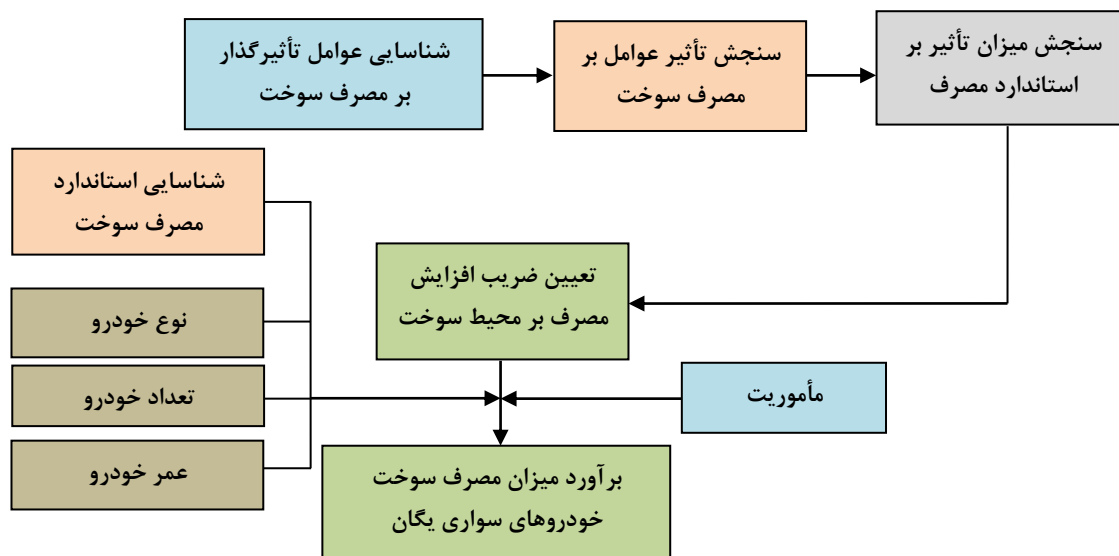 شناسایی عوامل تأثیرگذار
بر مصرف سوخت
سنجش تأثیر عوامل بر
مصرف سوخت
سنجش میزان تأثیر بر
استاندارد مصرف
شناسایی استاندارد
مصرف سوخت
نوع خودرو
تعداد خودرو
عمر خودرو
تعیین ضریب افزایش
مصرف بر محیط سوخت
مأموریت
برآورد میزان مصرف سوخت
خودروهای سواری یگان